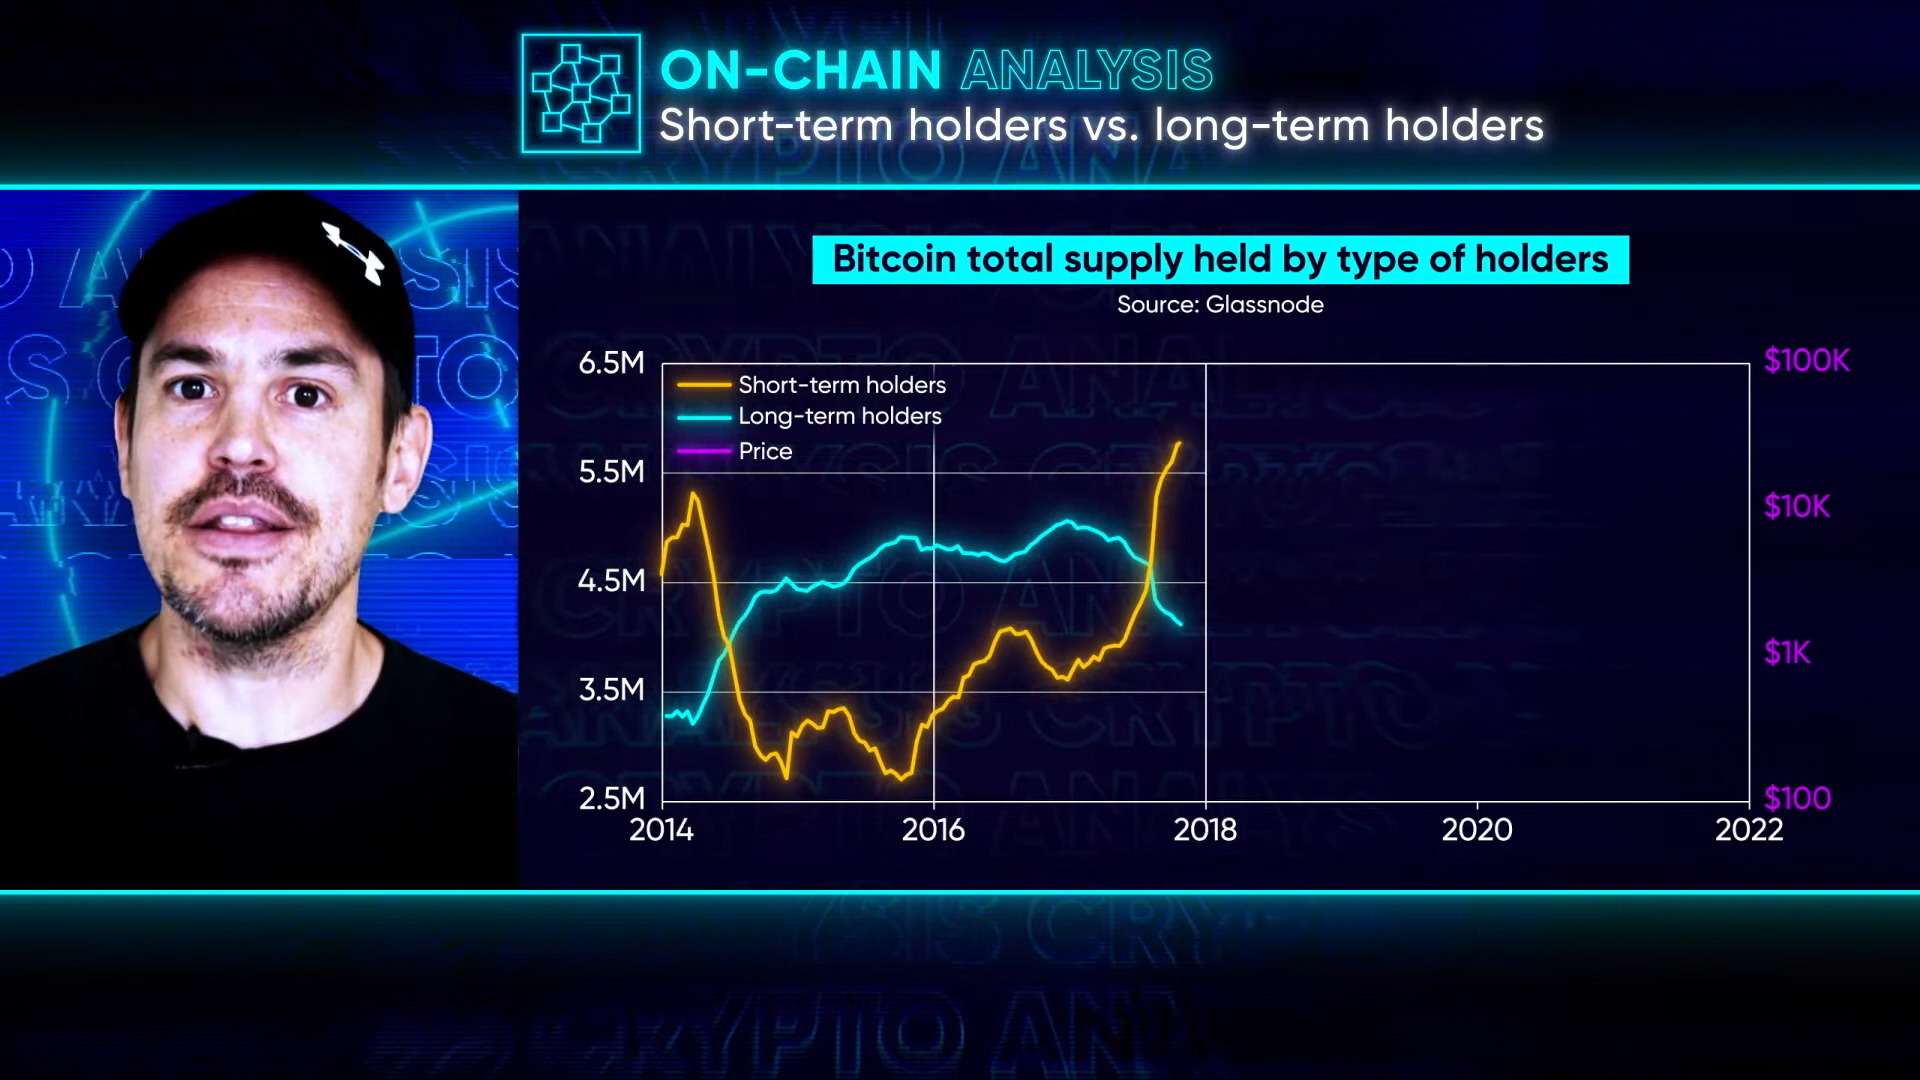 ON-CHAIN ANALYSIS
Short-term holders vs. long-term holders
Bitcoin total supply held by type of holders
Source: Glassnode
6.5M
$100K
Short-term holders
Long-term holders
Price
5.5M
$10K
4.5M
$1K
3.5M
2.5M
$100
2014
2016
2018
2020
2022